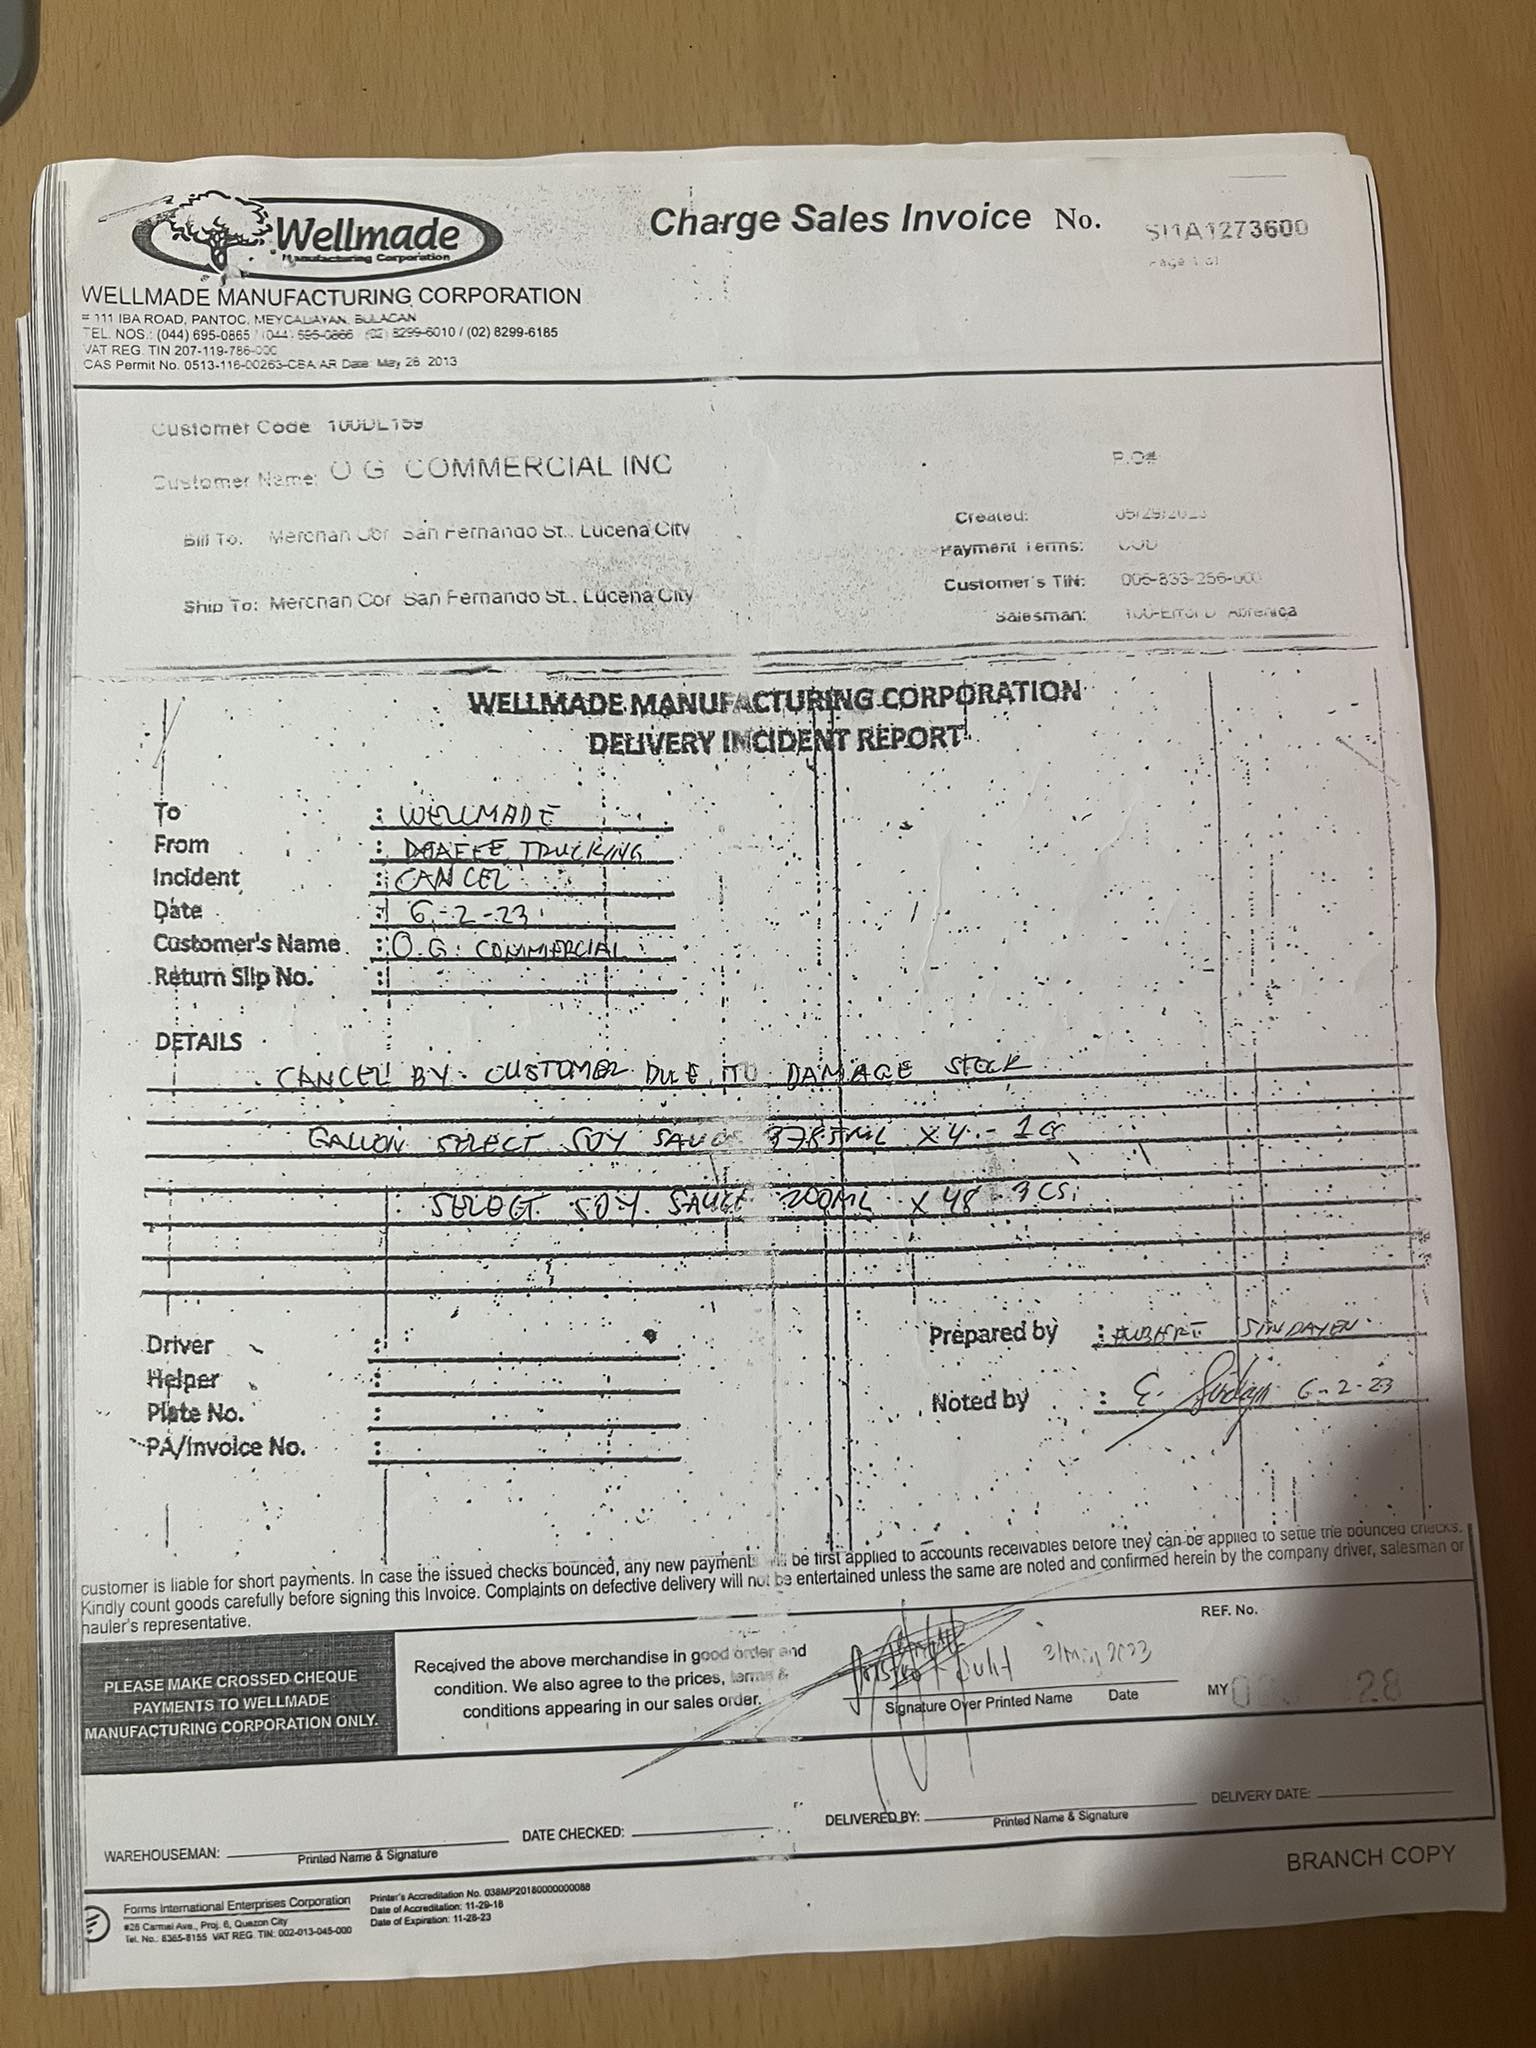 Wellmade
Manufacturing Corporation
Charge Sales Invoice No. SI1A1273600
Page 1 of
WELLMADE MANUFACTURING CORPORATION
# 111 IBA ROAD, PANTOC, MEYCAUAYAN, BULACAN
TEL. NOS.: (044) 695-0865 / (044) 695-0866 / (02) 8299-6010 / (02) 8299-6185
VAT REG. TIN 207-119-786-000
CAS Permit No. 0513-116-00263-CBA/AR Date: May 28 2013
Customer Code: 100DL159
Customer Name: O G COMMERCIAL INC
P.O#
Bill To: Merchan Cor San Fernando St., Lucena City
Created: 05/29/2023
Payment Terms: COD
Customer's TIN: 006-833-256-000
Ship To: Merchan Cor San Fernando St., Lucena City
Salesman: 100-Errol D Abrenica
WELLMADE MANUFACTURING CORPORATION
DELIVERY INCIDENT REPORT
To : WELLMADE
From : TRUCKING
Incident : CANCEL
Date : 6-2-23
Customer's Name : O.G. COMMERCIAL
Return Slip No. :
DETAILS
CANCEL BY CUSTOMER DUE TO DAMAGE STOCK
GALLON SELECT SOY SAUCE 3785ML X 4 - 1 CS
SELECT SOY SAUCE 200ML X 48 - 3 CS
Driver :
Prepared by : SINDAYEN
Helper :
Plate No. :
Noted by : E. 6-2-23
PA/Invoice No. :
customer is liable for short payments. In case the issued checks bounced, any new payments will be first applied to accounts receivables before they can be applied to settle the bounced checks.
Kindly count goods carefully before signing this Invoice. Complaints on defective delivery will not be entertained unless the same are noted and confirmed herein by the company driver, salesman or
hauler's representative.
PLEASE MAKE CROSSED CHEQUE
PAYMENTS TO WELLMADE
MANUFACTURING CORPORATION ONLY.
Received the above merchandise in good order and
condition. We also agree to the prices, terms &
conditions appearing in our sales order.
31 May 2023
Signature Over Printed Name Date
REF. No.
MY
WAREHOUSEMAN:
Printed Name & Signature
DATE CHECKED:
DELIVERED BY:
Printed Name & Signature
DELIVERY DATE:
BRANCH COPY
Forms International Enterprises Corporation
#26 Carmel Ave., Proj. 6, Quezon City
Tel. No.: 6365-8155 VAT REG. TIN: 002-013-045-000
Printer's Accreditation No. 038MP20180000000088
Date of Accreditation: 11-29-18
Date of Expiration: 11-28-23